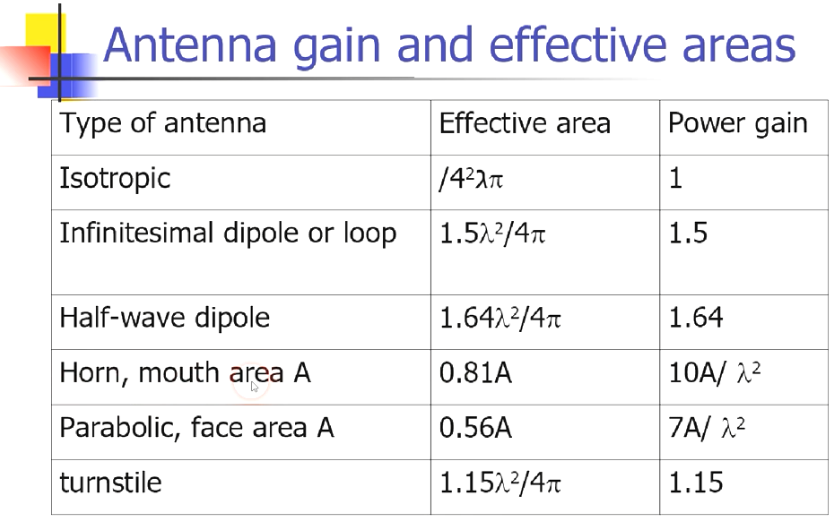 Antenna gain and effective areas
Type of antenna Effective area Power gain
Isotropic /4²λπ 1
Infinitesimal dipole or loop 1.5λ²/4π 1.5
Half-wave dipole 1.64λ²/4π 1.64
Horn, mouth area A 0.81A 10A/ λ²
Parabolic, face area A 0.56A 7A/ λ²
turnstile 1.15λ²/4π 1.15